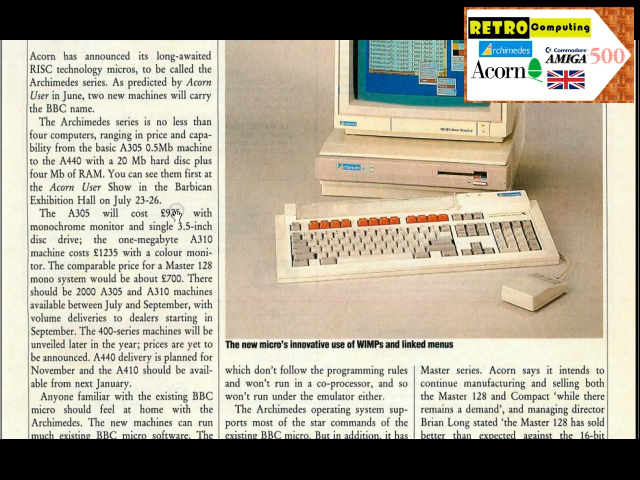 RETRO Computing
Archimedes
Commodore
AMIGA 500
Acorn
Acorn has announced its long-awaited
RISC technology micros, to be called the
Archimedes series. As predicted by Acorn
User in June, two new machines will carry
the BBC name.
The Archimedes series is no less than
four computers, ranging in price and capa-
bility from the basic A305 0.5Mb machine
to the A440 with a 20 Mb hard disc plus
four Mb of RAM. You can see them first at
the Acorn User Show in the Barbican
Exhibition Hall on July 23-26.
The A305 will cost with
monochrome monitor and single 3.5-inch
disc drive; the one-megabyte A310
machine costs £1235 with a colour moni-
tor. The comparable price for a Master 128
mono system would be about £700. There
should be 2000 A305 and A310 machines
available between July and September, with
volume deliveries to dealers starting in
September. The 400-series machines will be
unveiled later in the year; prices are yet to
be announced. A440 delivery is planned for
November and the A410 should be avail-
able from next January.
Anyone familiar with the existing BBC
micro should feel at home with the
Archimedes. The new machines can run
much existing BBC micro software. The
The new micro's innovative use of WIMPs and linked menus
which don't follow the programming rules
and won't run in a co-processor, and so
won't run under the emulator either.
The Archimedes operating system sup-
ports most of the star commands of the
existing BBC micro. But in addition, it has
Master series. Acorn says it intends to
continue manufacturing and selling both
the Master 128 and Compact 'while there
remains a demand', and managing director
Brian Long stated 'the Master 128 has sold
better than expected against the 16-bit